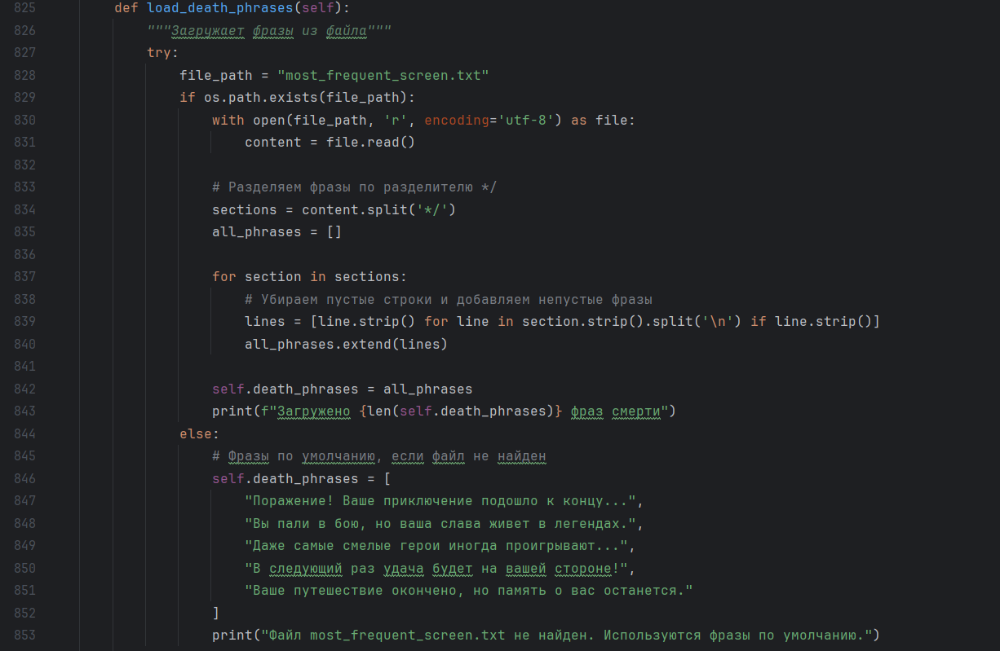 825 def load_death_phrases(self):
826 """Загружает фразы из файла"""
827 try:
828 file_path = "most_frequent_screen.txt"
829 if os.path.exists(file_path):
830 with open(file_path, 'r', encoding='utf-8') as file:
831 content = file.read()
832
833 # Разделяем фразы по разделителю */
834 sections = content.split('*/')
835 all_phrases = []
836
837 for section in sections:
838 # Убираем пустые строки и добавляем непустые фразы
839 lines = [line.strip() for line in section.strip().split('\n') if line.strip()]
840 all_phrases.extend(lines)
841
842 self.death_phrases = all_phrases
843 print(f"Загружено {len(self.death_phrases)} фраз смерти")
844 else:
845 # Фразы по умолчанию, если файл не найден
846 self.death_phrases = [
847 "Поражение! Ваше приключение подошло к концу...",
848 "Вы пали в бою, но ваша слава живет в легендах.",
849 "Даже самые смелые герои иногда проигрывают...",
850 "В следующий раз удача будет на вашей стороне!",
851 "Ваше путешествие окончено, но память о вас останется."
852 ]
853 print("Файл most_frequent_screen.txt не найден. Используются фразы по умолчанию.")